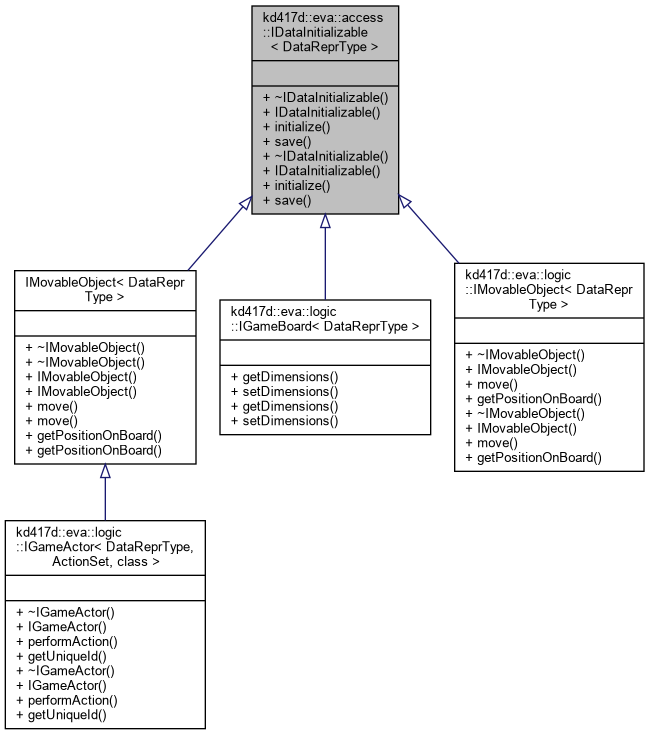 kd417d::eva::access
::IDataInitializable
< DataReprType >
+ ~IDataInitializable()
+ IDataInitializable()
+ initialize()
+ save()
+ ~IDataInitializable()
+ IDataInitializable()
+ initialize()
+ save()
IMovableObject< DataRepr
Type >
+ ~IMovableObject()
+ ~IMovableObject()
+ IMovableObject()
+ IMovableObject()
+ move()
+ move()
+ getPositionOnBoard()
+ getPositionOnBoard()
kd417d::eva::logic
::IGameBoard< DataReprType >
+ getDimensions()
+ setDimensions()
+ getDimensions()
+ setDimensions()
kd417d::eva::logic
::IMovableObject< DataRepr
Type >
+ ~IMovableObject()
+ IMovableObject()
+ move()
+ getPositionOnBoard()
+ ~IMovableObject()
+ IMovableObject()
+ move()
+ getPositionOnBoard()
kd417d::eva::logic
::IGameActor< DataReprType,
ActionSet, class >
+ ~IGameActor()
+ IGameActor()
+ performAction()
+ getUniqueId()
+ ~IGameActor()
+ IGameActor()
+ performAction()
+ getUniqueId()